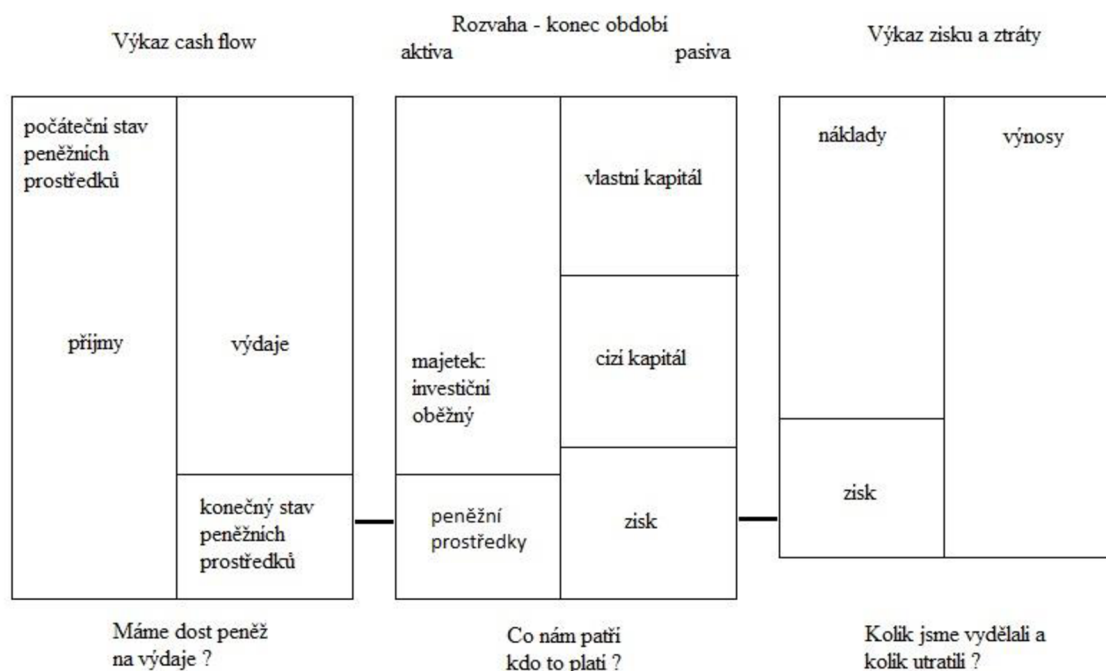 Výkaz cash flow
Rozvaha - konec období
aktiva pasiva
Výkaz zisku a ztráty
počáteční stav
peněžních
prostředků
příjmy
výdaje
konečný stav
peněžních
prostředků
majetek:
investiční
oběžný
peněžní
prostředky
vlastní kapitál
cizí kapitál
zisk
náklady
zisk
výnosy
Máme dost peněž
na výdaje ?
Co nám patří
kdo to platí ?
Kolik jsme vydělali a
kolik utratili ?